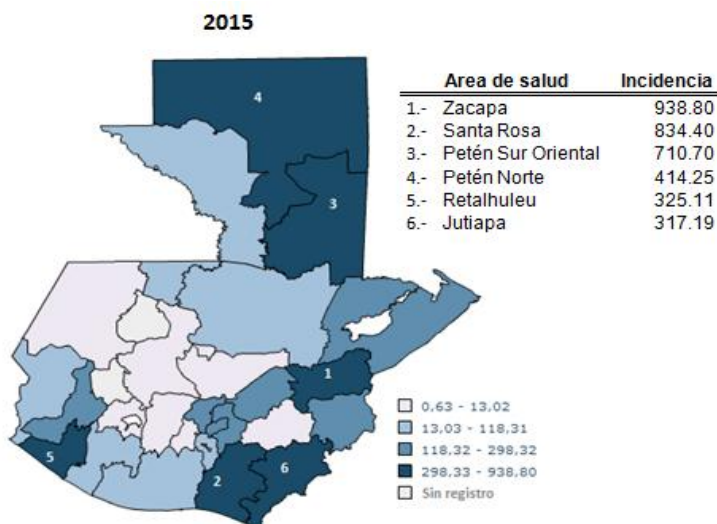 2015
Area de salud Incidencia
1.- Zacapa 938.80
2.- Santa Rosa 834.40
3.- Petén Sur Oriental 710.70
4.- Petén Norte 414.25
5.- Retalhuleu 325.11
6.- Jutiapa 317.19
4
3
1
0,63 - 13,02
13,03 - 118,31
118,32 - 298,32
298,33 - 938,80
Sin registro
5
6
2